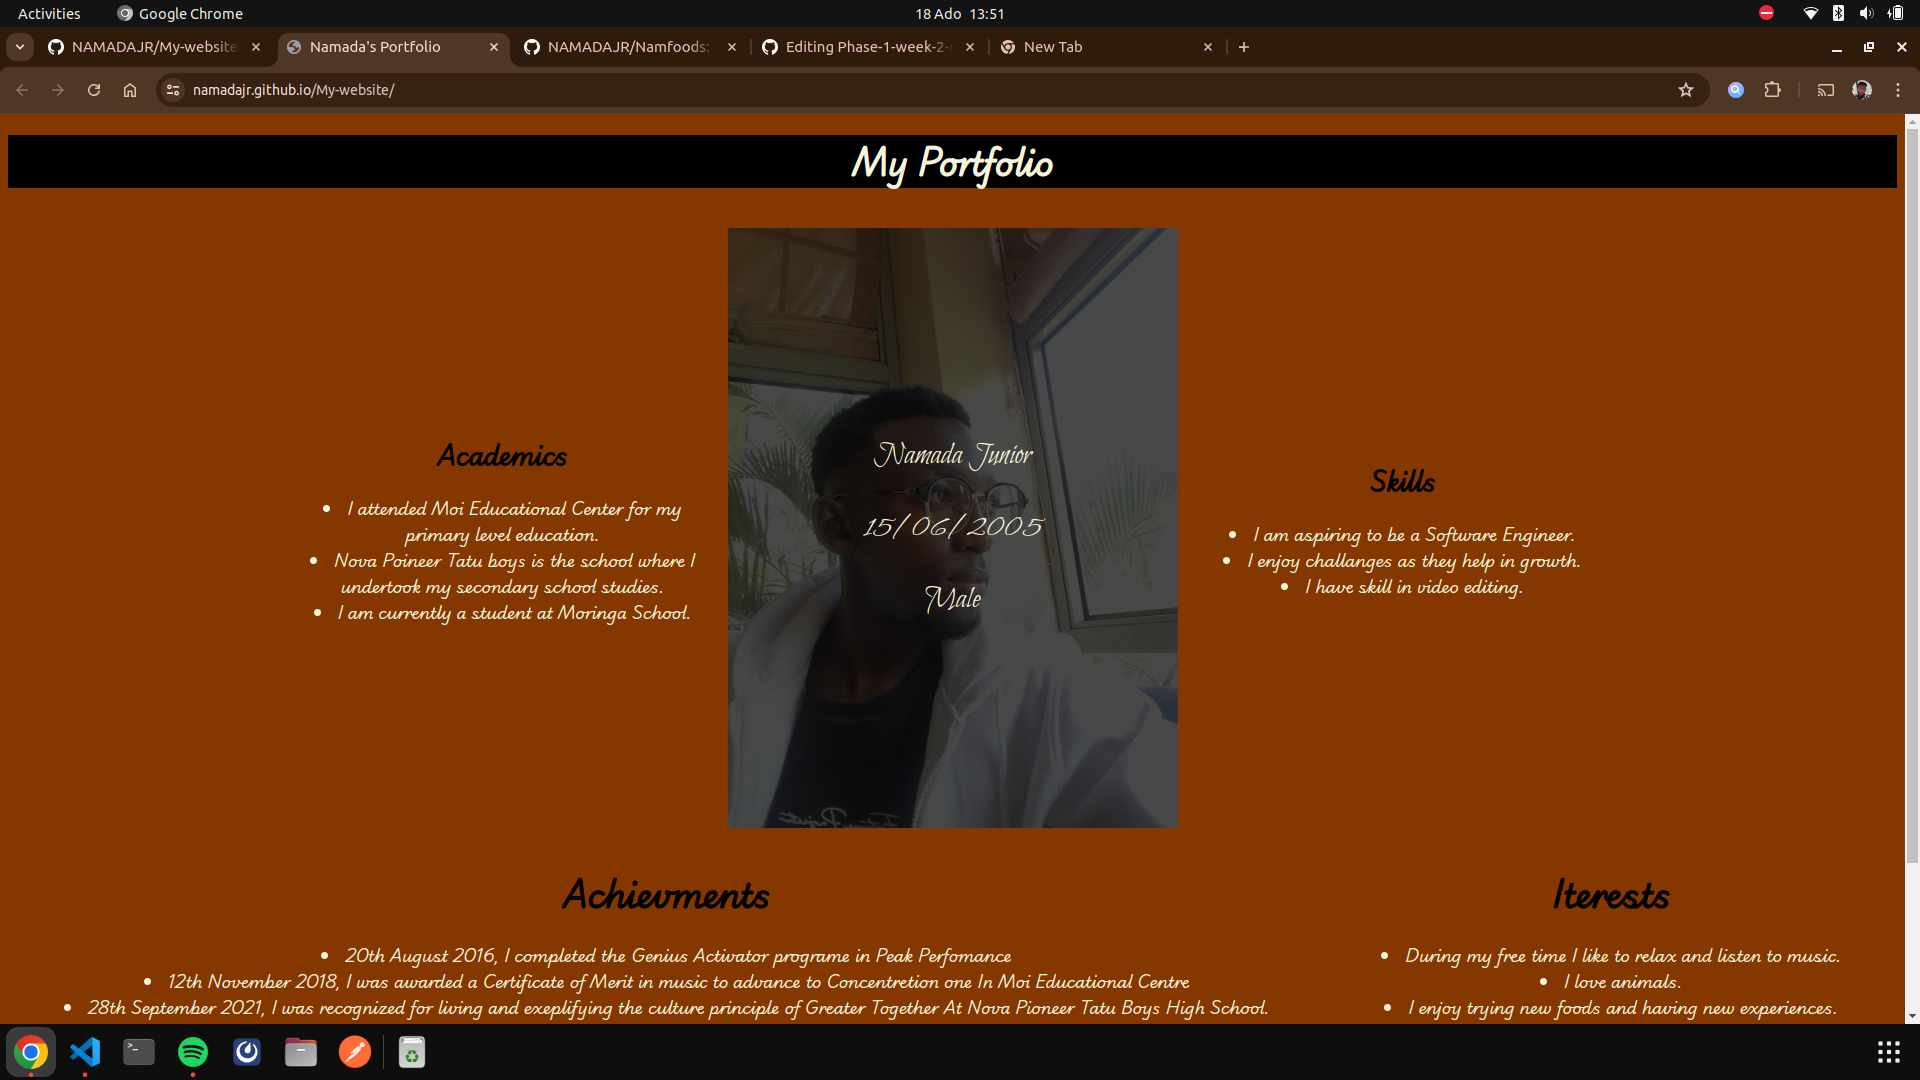 Activities
Google Chrome
18 Ado 13:51
NAMADAJR/My-website
Namada's Portfolio
NAMADAJR/Namfoods:
Editing Phase-1-week-2-
New Tab
namadajr.github.io/My-website/
My Portfolio
Academics
I attended Moi Educational Center for my
primary level education.
Nova Poineer Tatu boys is the school where I
undertook my secondary school studies.
I am currently a student at Moringa School.
Namada Junior
15/06/2005
Male
Skills
I am aspiring to be a Software Engineer.
I enjoy challanges as they help in growth.
I have skill in video editing.
Achievments
20th August 2016, I completed the Genius Activator programe in Peak Perfomance
12th November 2018, I was awarded a Certificate of Merit in music to advance to Concentretion one In Moi Educational Centre
28th September 2021, I was recognized for living and exeplifying the culture principle of Greater Together At Nova Pioneer Tatu Boys High School.
Iterests
During my free time I like to relax and listen to music.
I love animals.
I enjoy trying new foods and having new experiences.